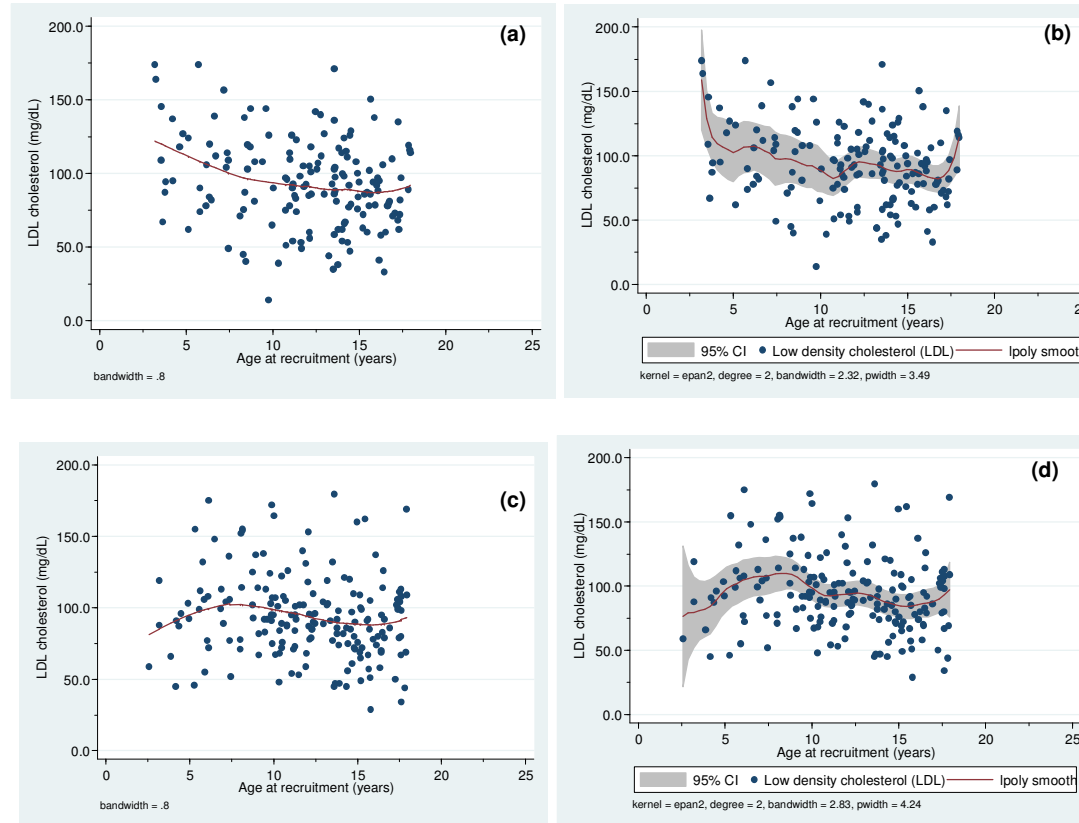 (a)
LDL cholesterol (mg/dL)
200.0
150.0
100.0
50.0
0.0
0 5 10 15 20 25
Age at recruitment (years)
bandwidth = .8
(b)
LDL cholesterol (mg/dL)
200.0
150.0
100.0
50.0
0.0
0 5 10 15 20 2
Age at recruitment (years)
95% CI Low density cholesterol (LDL) lpoly smoot
kernel = epan2, degree = 2, bandwidth = 2.32, pwidth = 3.49
(c)
LDL cholesterol (mg/dL)
200.0
150.0
100.0
50.0
0.0
0 5 10 15 20 25
Age at recruitment (years)
bandwidth = .8
(d)
LDL cholesterol (mg/dL)
200.0
150.0
100.0
50.0
0.0
0 5 10 15 20 25
Age at recruitment (years)
95% CI Low density cholesterol (LDL) lpoly smooth
kernel = epan2, degree = 2, bandwidth = 2.83, pwidth = 4.24